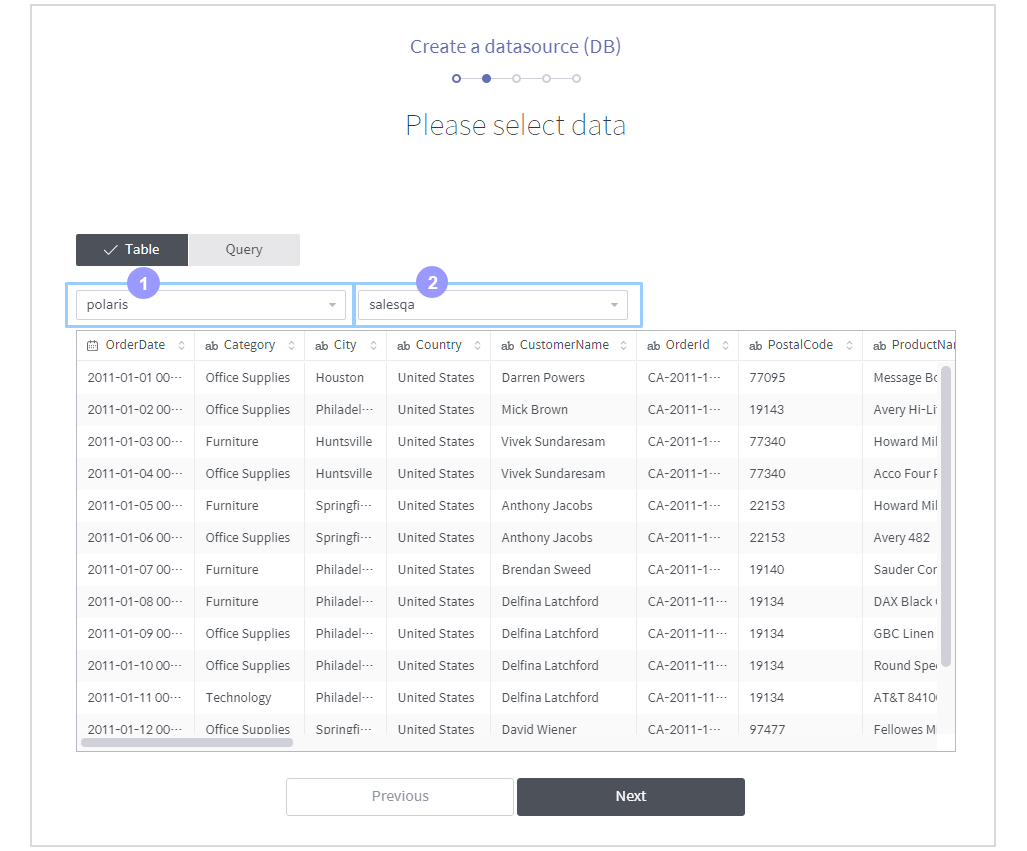 Create a datasource (DB)
Please select data
Table Query
1 2
polaris salesqa
OrderDate ab Category ab City ab Country ab CustomerName ab OrderId ab PostalCode ab ProductNa
2011-01-01 00··· Office Supplies Houston United States Darren Powers CA-2011-1··· 77095 Message Bo
2011-01-02 00··· Office Supplies Philadel··· United States Mick Brown CA-2011-1··· 19143 Avery Hi-Li
2011-01-03 00··· Furniture Huntsville United States Vivek Sundaresam CA-2011-1··· 77340 Howard Mil
2011-01-04 00··· Office Supplies Huntsville United States Vivek Sundaresam CA-2011-1··· 77340 Acco Four P
2011-01-05 00··· Furniture Springfi··· United States Anthony Jacobs CA-2011-1··· 22153 Howard Mil
2011-01-06 00··· Office Supplies Springfi··· United States Anthony Jacobs CA-2011-1··· 22153 Avery 482
2011-01-07 00··· Furniture Philadel··· United States Brendan Sweed CA-2011-1··· 19140 Sauder Cor
2011-01-08 00··· Furniture Philadel··· United States Delfina Latchford CA-2011-11··· 19134 DAX Black
2011-01-09 00··· Office Supplies Philadel··· United States Delfina Latchford CA-2011-11··· 19134 GBC Linen
2011-01-10 00··· Office Supplies Philadel··· United States Delfina Latchford CA-2011-11··· 19134 Round Spe
2011-01-11 00··· Technology Philadel··· United States Delfina Latchford CA-2011-11··· 19134 AT&T 8410
2011-01-12 00··· Office Supplies Springfi··· United States David Wiener CA-2011-1··· 97477 Fellowes M
Previous Next